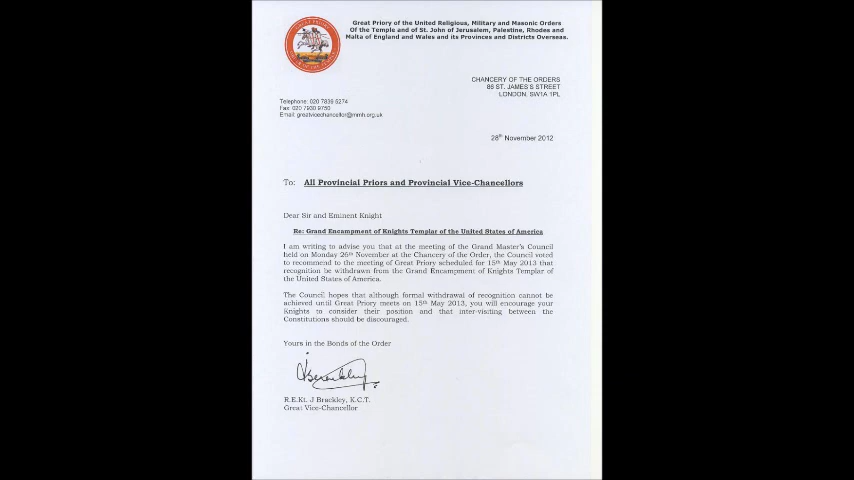 Great Priory of the United Religious, Military and Masonic Orders
Of the Temple and of St. John of Jerusalem, Palestine, Rhodes and
Malta of England and Wales and its Provinces and Districts Overseas.
CHANCERY OF THE ORDERS
86 ST. JAMES'S STREET
LONDON, SW1A 1PL
Telephone: 020 7839 5274
Fax: 020 7930 9750
Email: greatvicechancellor@mmh.org.uk
28th November 2012
To: All Provincial Priors and Provincial Vice-Chancellors
Dear Sir and Eminent Knight
Re: Grand Encampment of Knights Templar of the United States of America
I am writing to advise you that at the meeting of the Grand Master's Council
held on Monday 26th November at the Chancery of the Order, the Council voted
to recommend to the meeting of Great Priory scheduled for 15th May 2013 that
recognition be withdrawn from the Grand Encampment of Knights Templar of
the United States of America.
The Council hopes that although formal withdrawal of recognition cannot be
achieved until Great Priory meets on 15th May 2013, you will encourage your
Knights to consider their position and that inter-visiting between the
Constitutions should be discouraged.
Yours in the Bonds of the Order
R.E.Kt. J Brackley, K.C.T.
Great Vice-Chancellor